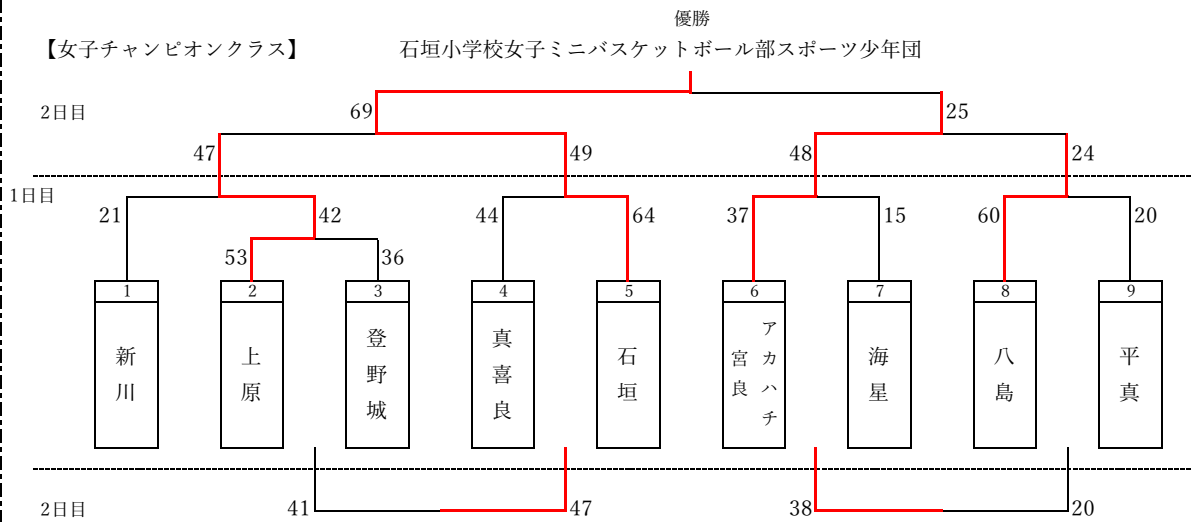 優勝
【女子チャンピオンクラス】 石垣小学校女子ミニバスケットボール部スポーツ少年団
2日目 69 25
47 49 48 24
1日目
21 42 44 64 37 15 60 20
53 36
1 2 3 4 5 6 7 8 9
新川
上原
登野城
真喜良
石垣
アカハチ
宮良
海星
八島
平真
2日目 41 47 38 20